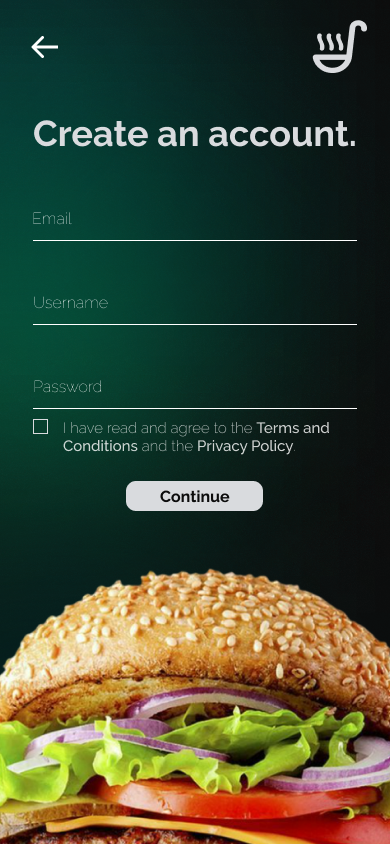 Create an account.
Email
Username
Password
I have read and agree to the Terms and
Conditions and the Privacy Policy.
Continue